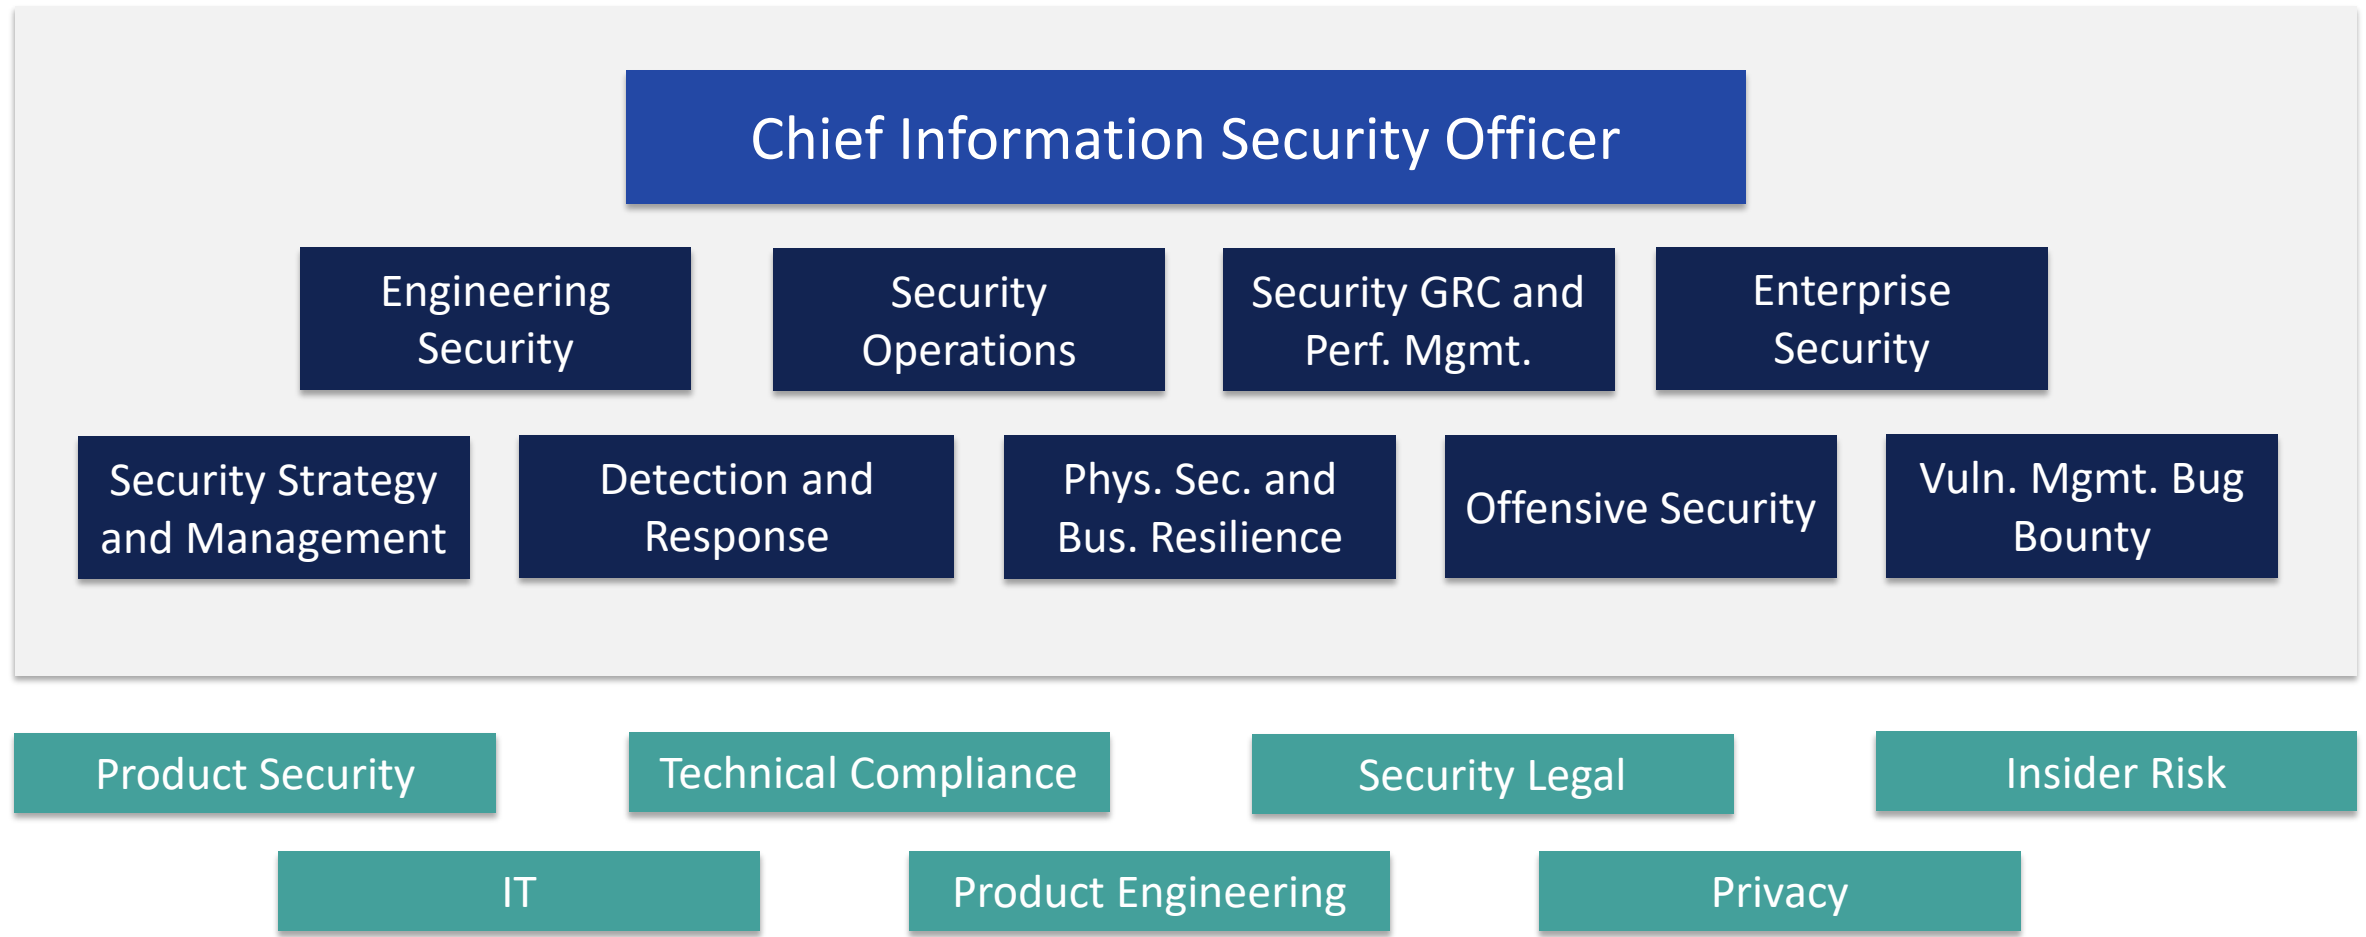 Chief Information Security Officer
Engineering
Security
Security
Operations
Security GRC and
Perf. Mgmt.
Enterprise
Security
Security Strategy
and Management
Detection and
Response
Phys. Sec. and
Bus. Resilience
Offensive Security
Vuln. Mgmt. Bug
Bounty
Product Security
Technical Compliance
Security Legal
Insider Risk
IT
Product Engineering
Privacy